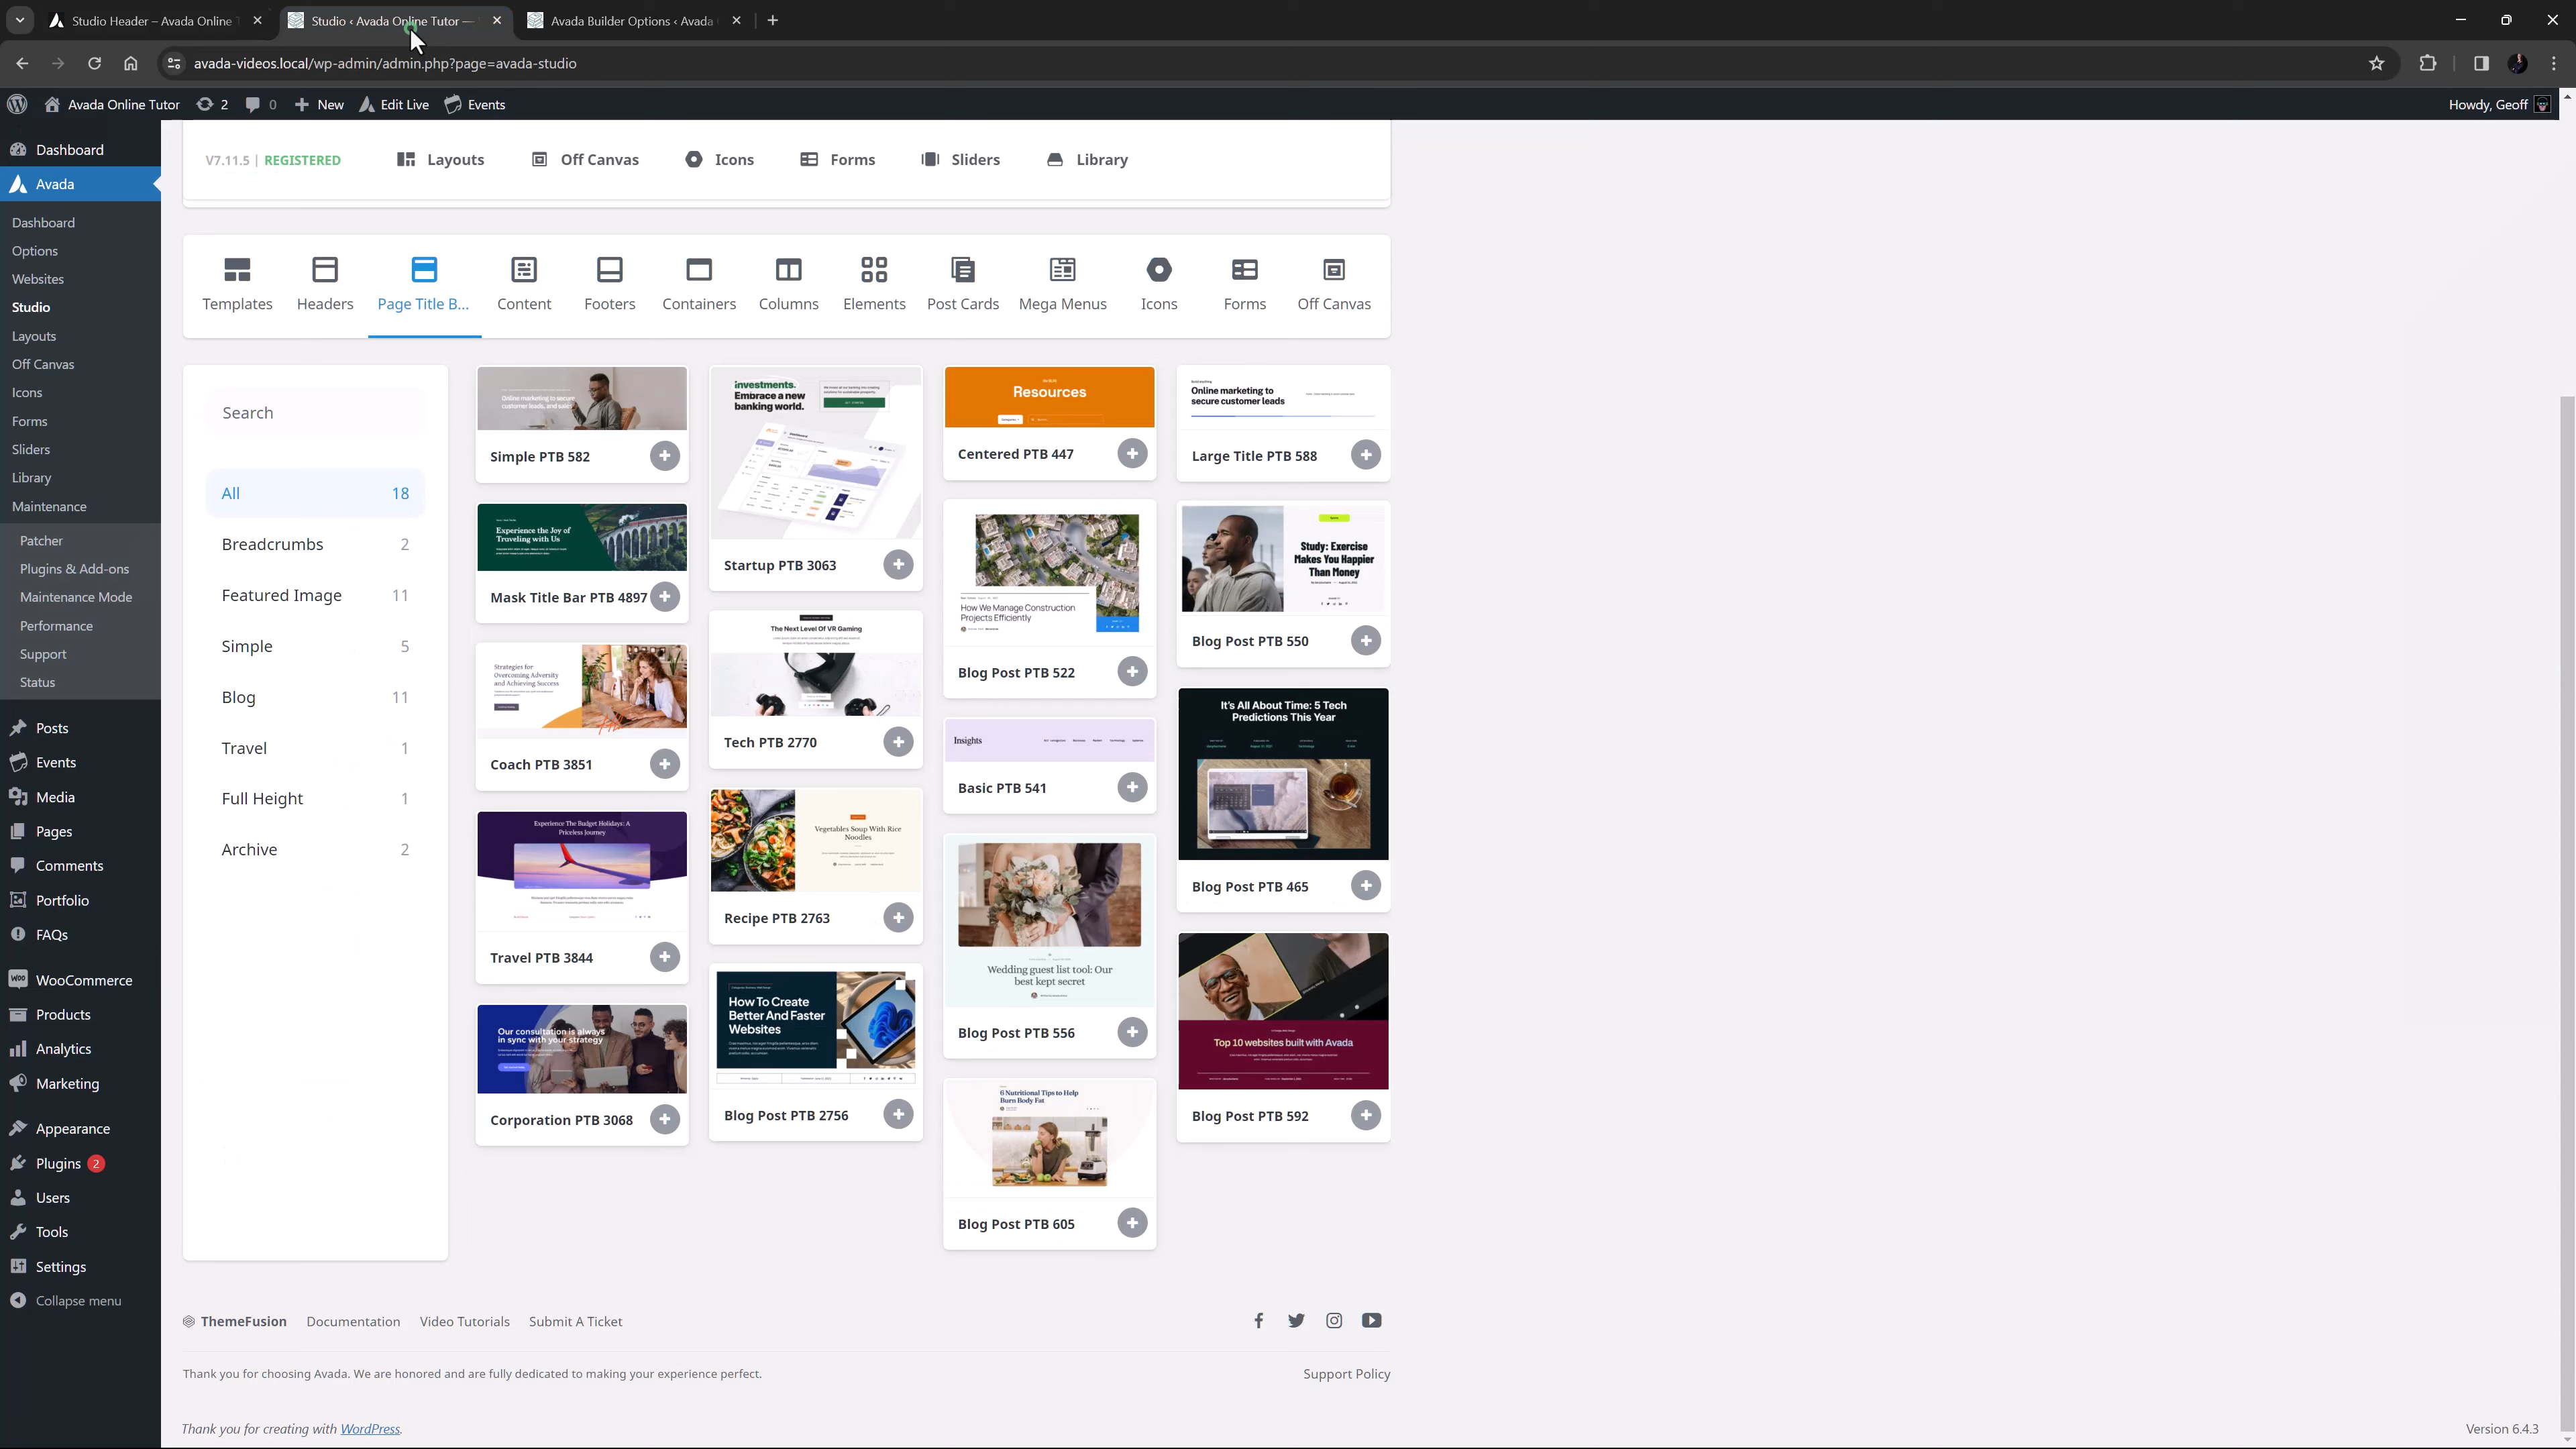 Studio Header – Avada Online
Studio ‹ Avada Online Tutor —
Avada Builder Options ‹ Avada
avada-videos.local/wp-admin/admin.php?page=avada-studio
Avada Online Tutor
2
0
New
Edit Live
Events
Howdy, Geoff
Dashboard
Avada
Dashboard
Options
Websites
Studio
Layouts
Off Canvas
Icons
Forms
Sliders
Library
Maintenance
Patcher
Plugins & Add-ons
Maintenance Mode
Performance
Support
Status
Posts
Events
Media
Pages
Comments
Portfolio
FAQs
WooCommerce
Products
Analytics
Marketing
Appearance
Plugins 2
Users
Tools
Settings
Collapse menu
V7.11.5 | REGISTERED
Layouts
Off Canvas
Icons
Forms
Sliders
Library
Templates
Headers
Page Title B...
Content
Footers
Containers
Columns
Elements
Post Cards
Mega Menus
Icons
Forms
Off Canvas
Search
All 18
Breadcrumbs 2
Featured Image 11
Simple 5
Blog 11
Travel 1
Full Height 1
Archive 2
Online marketing to secure
customer leads, and sales
Simple PTB 582
Experience the Joy of
Traveling with Us
Mask Title Bar PTB 4897
Strategies for
Overcoming Adversity
and Achieving Success
Coach PTB 3851
Experience The Budget Holidays: A
Priceless Journey
Travel PTB 3844
Our consultation is always
in sync with your strategy
Corporation PTB 3068
investments.
Embrace a new
banking world.
Startup PTB 3063
The Next Level Of VR Gaming
Tech PTB 2770
Vegetables Soup With Rice
Noodles
Recipe PTB 2763
How To Create
Better And Faster
Websites
Blog Post PTB 2756
Resources
Centered PTB 447
How We Manage Construction
Projects Efficiently
Blog Post PTB 522
Insights
Basic PTB 541
Wedding guest list tool: Our
best kept secret
Blog Post PTB 556
6 Nutritional Tips to Help
Burn Body Fat
Blog Post PTB 605
Online marketing to
secure customer leads
Large Title PTB 588
Study: Exercise
Makes You Happier
Than Money
Blog Post PTB 550
It's All About Time: 5 Tech
Predictions This Year
Blog Post PTB 465
Top 10 websites built with Avada
Blog Post PTB 592
ThemeFusion
Documentation
Video Tutorials
Submit A Ticket
Thank you for choosing Avada. We are honored and are fully dedicated to making your experience perfect.
Support Policy
Thank you for creating with WordPress.
Version 6.4.3